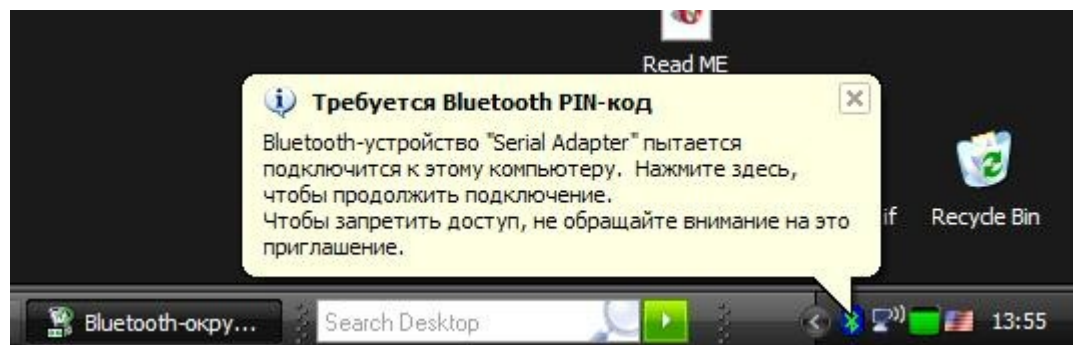 Read ME
Требуется Bluetooth PIN-код
Bluetooth-устройство "Serial Adapter" пытается
подключится к этому компьютеру. Нажмите здесь,
чтобы продолжить подключение.
Чтобы запретить доступ, не обращайте внимание на это
приглашение.
if
Recycle Bin
Bluetooth-окру...
Search Desktop
13:55